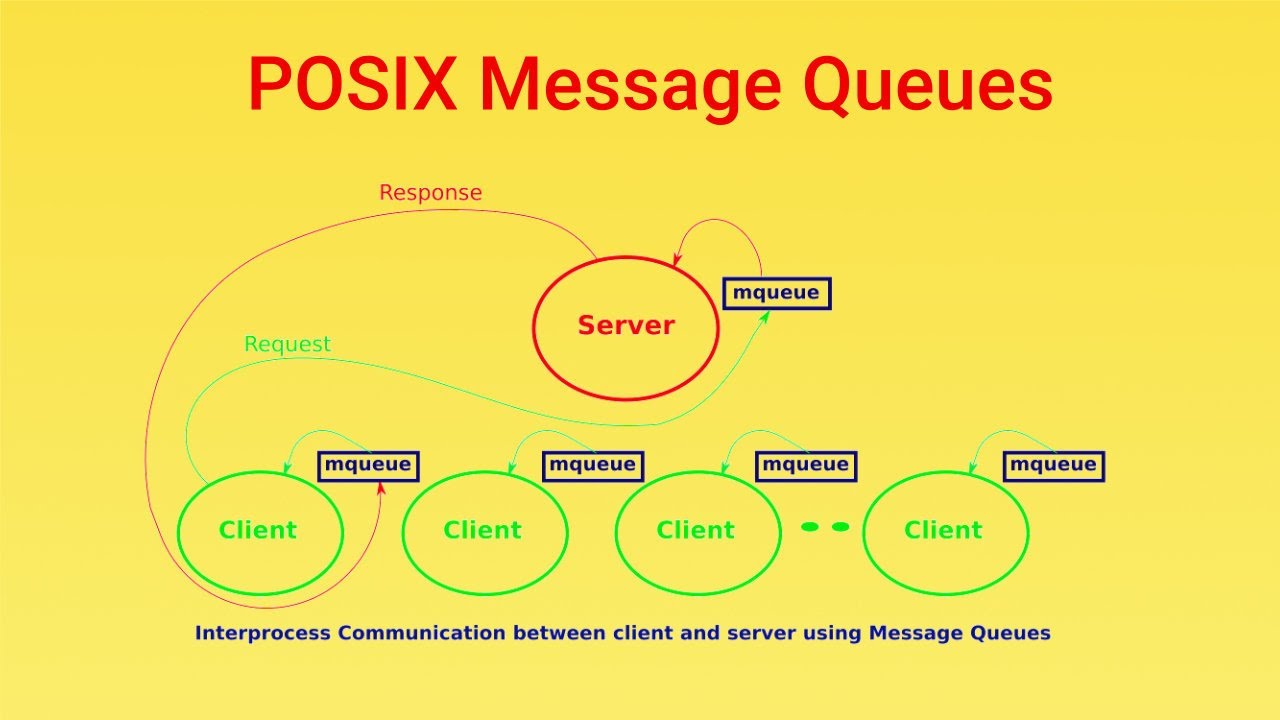 POSIX Message Queues
Response
mqueue
Server
Request
mqueue
mqueue
mqueue
mqueue
Client
Client
Client
Client
Interprocess Communication between client and server using Message Queues